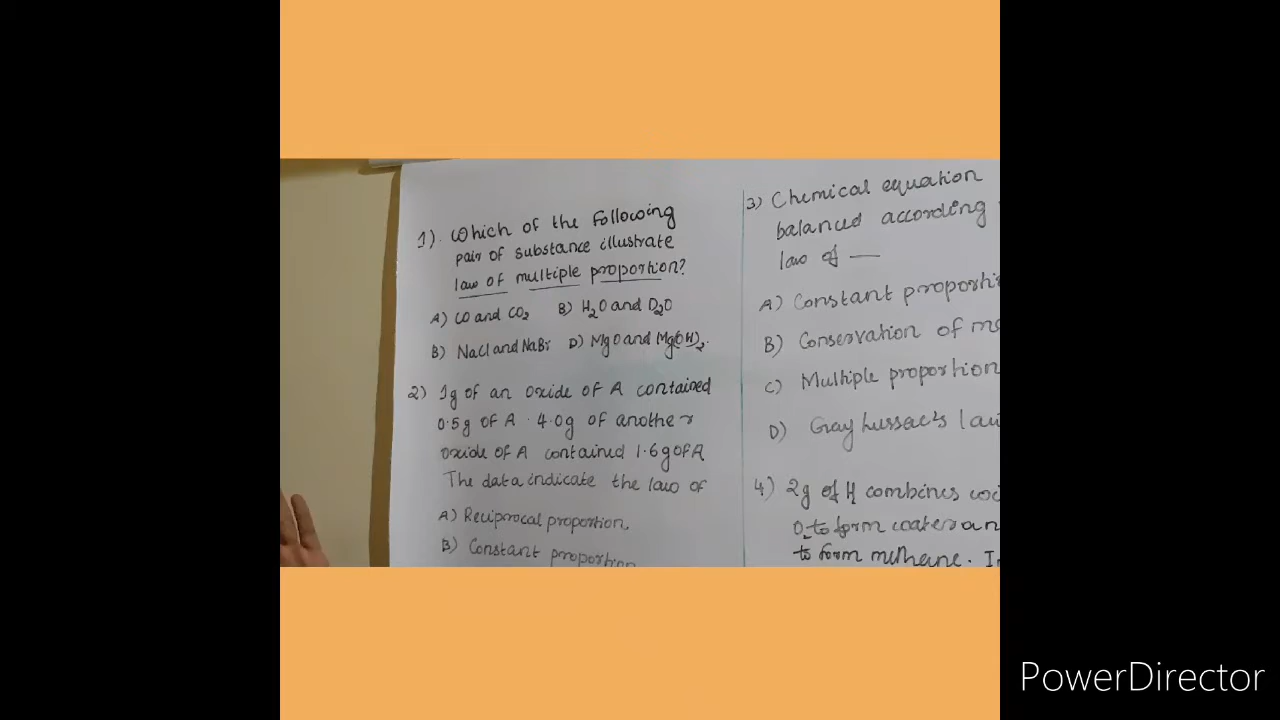 1). Which of the following
pair of substance illustrate
law of multiple proportion?
A) CO and CO₂ B) H₂O and D₂O
B) NaCl and NaBr D) MgO and Mg(OH)₂.
2) 1g of an oxide of A contained
0.5g of A . 4.0g of another
oxide of A contained 1.6g of A
The data indicate the law of
A) Reciprocal proportion.
B) Constant proportion
3) Chemical equation
balanced according
law of —
A) Constant proporti
B) Conservation of m
C) Multiple proportion
D) Gray Lussac's law
4) 2g of H combines
O₂ to form water an
to form methane. I
PowerDirector